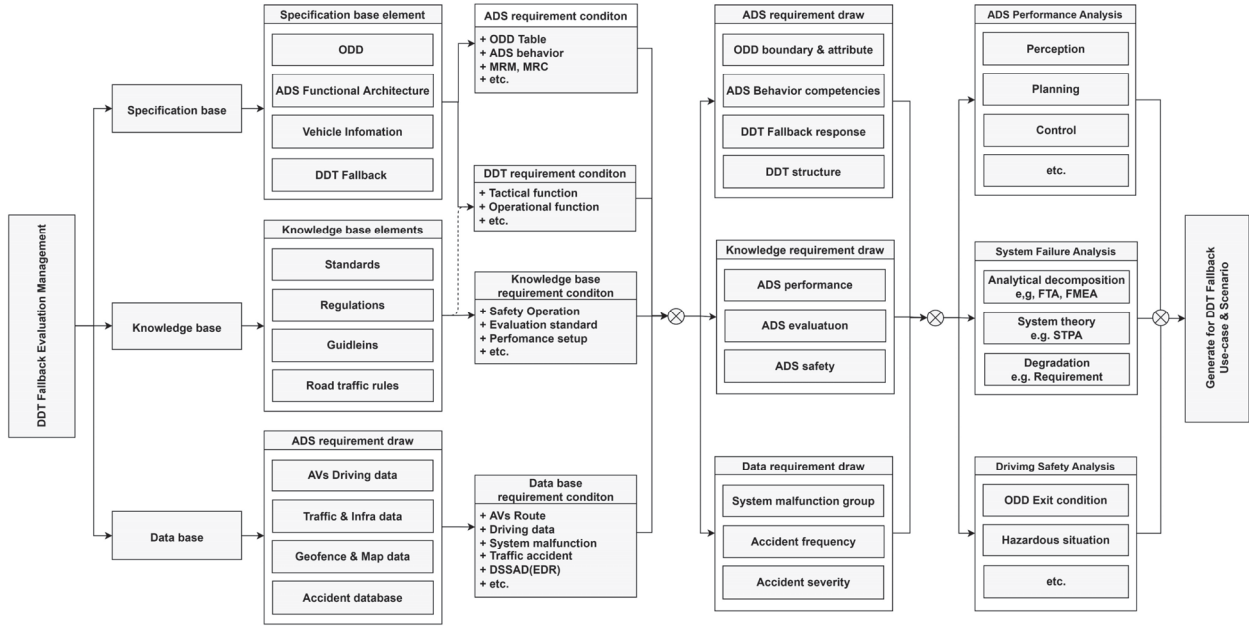 DDT Fallback Evaluation Management
Specification base
Knowledge base
Data base
Specification base element
ODD
ADS Functional Architecture
Vehicle Infomation
DDT Fallback
Knowledge base elements
Standards
Regulations
Guidleins
Road traffic rules
ADS requirement draw
AVs Driving data
Traffic & Infra data
Geofence & Map data
Accident database
ADS requirement conditon
+ ODD Table
+ ADS behavior
+ MRM, MRC
+ etc.
DDT requirement conditon
+ Tactical function
+ Operational function
+ etc.
Knowledge base
requirement conditon
+ Safety Operation
+ Evaluation standard
+ Perfomance setup
+ etc.
Data base
requirement conditon
+ AVs Route
+ Driving data
+ System malfunction
+ Traffic accident
+ DSSAD(EDR)
+ etc.
ADS requirement draw
ODD boundary & attribute
ADS Behavior competencies
DDT Fallback response
DDT structure
Knowledge requirement draw
ADS performance
ADS evaluatuon
ADS safety
Data requirement draw
System malfunction group
Accident frequency
Accident severity
ADS Performance Analysis
Perception
Planning
Control
etc.
System Failure Analysis
Analytical decomposition
e,g, FTA, FMEA
System theory
e.g. STPA
Degradation
e.g. Requirement
Drivimg Safety Analysis
ODD Exit condition
Hazardous situation
etc.
Generate for DDT Fallback
Use-case & Scenario